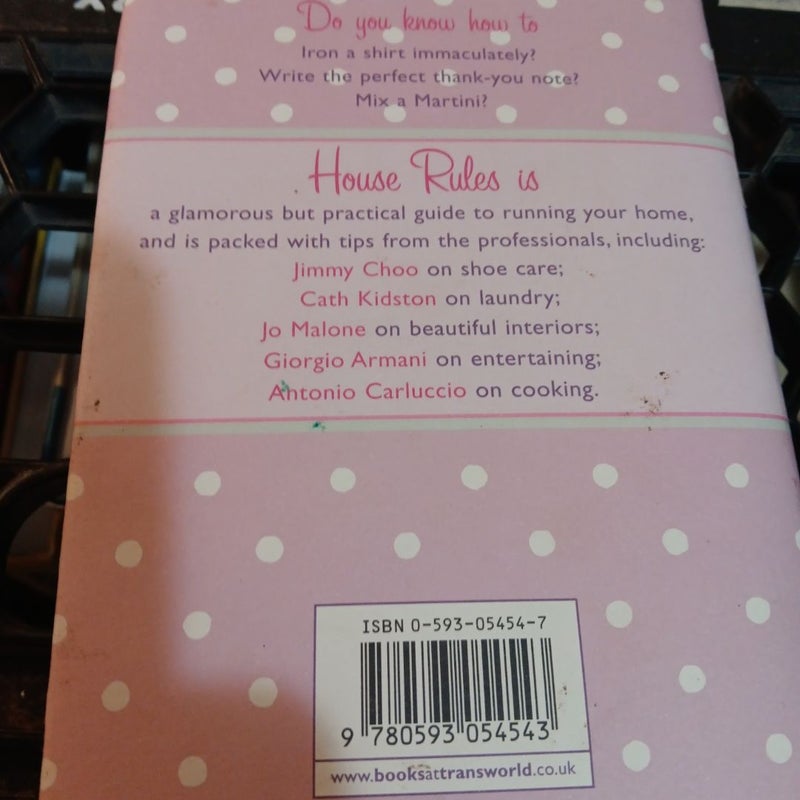 Do you know how to
Iron a shirt immaculately?
Write the perfect thank-you note?
Mix a Martini?
House Rules is
a glamorous but practical guide to running your home,
and is packed with tips from the professionals, including:
Jimmy Choo on shoe care;
Cath Kidston on laundry;
Jo Malone on beautiful interiors;
Giorgio Armani on entertaining;
Antonio Carluccio on cooking.
ISBN 0-593-05454-7
9 780593 054543
www.booksattransworld.co.uk